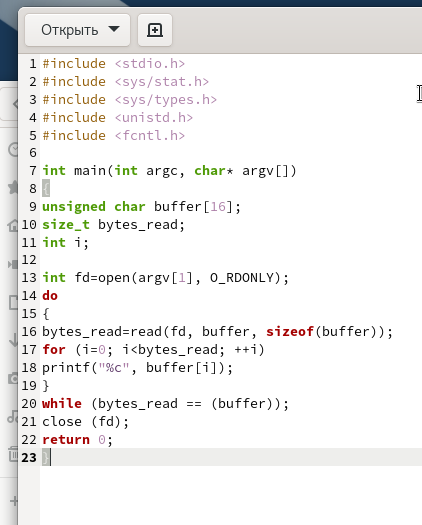 Открыть
1 #include <stdio.h>
2 #include <sys/stat.h>
3 #include <sys/types.h>
4 #include <unistd.h>
5 #include <fcntl.h>
6
7 int main(int argc, char* argv[])
8 {
9 unsigned char buffer[16];
10 size_t bytes_read;
11 int i;
12
13 int fd=open(argv[1], O_RDONLY);
14 do
15 {
16 bytes_read=read(fd, buffer, sizeof(buffer));
17 for (i=0; i<bytes_read; ++i)
18 printf("%c", buffer[i]);
19 }
20 while (bytes_read == (buffer));
21 close (fd);
22 return 0;
23 }